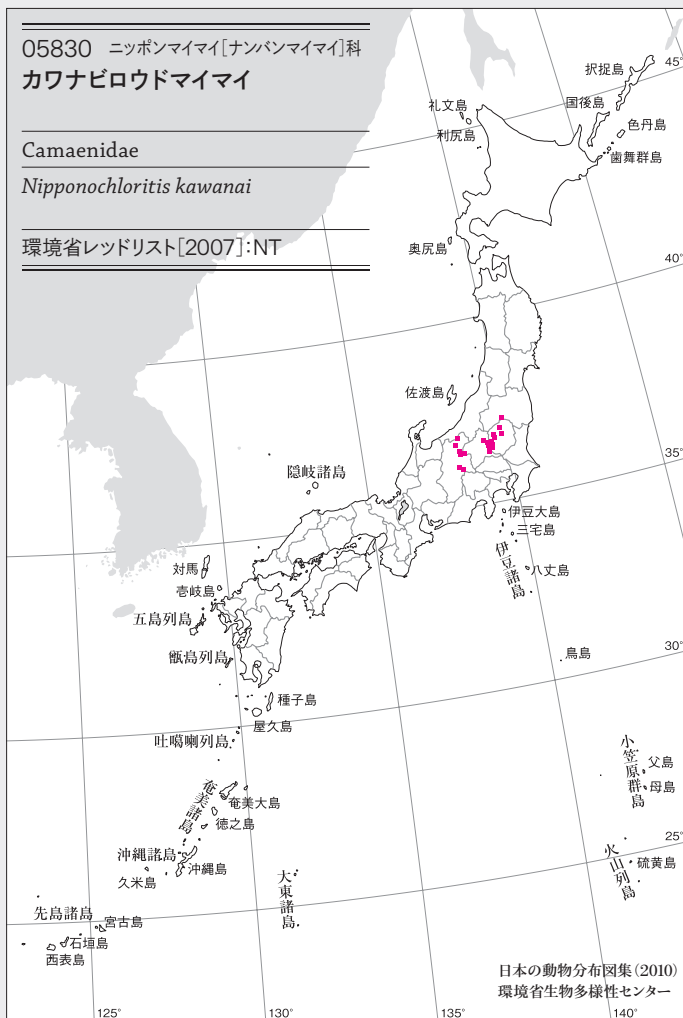 05830 ニッポンマイマイ[ナンバンマイマイ]科
カワナビロウドマイマイ
Camaenidae
Nipponochloritis kawanai
環境省レッドリスト[2007]:NT
択捉島
45°
国後島
礼文島
色丹島
利尻島
歯舞群島
奥尻島
40°
佐渡島
35°
隠岐諸島
伊豆大島
三宅島
伊豆諸島
八丈島
対馬
壱岐島
五島列島
甑島列島
鳥島
30°
種子島
屋久島
吐噶喇列島
小笠原群島
父島
母島
奄美諸島
奄美大島
徳之島
25°
沖縄諸島
沖縄島
久米島
火山列島
硫黄島
大東諸島
先島諸島
宮古島
石垣島
西表島
日本の動物分布図集(2010)
環境省生物多様性センター
125°
130°
135°
140°